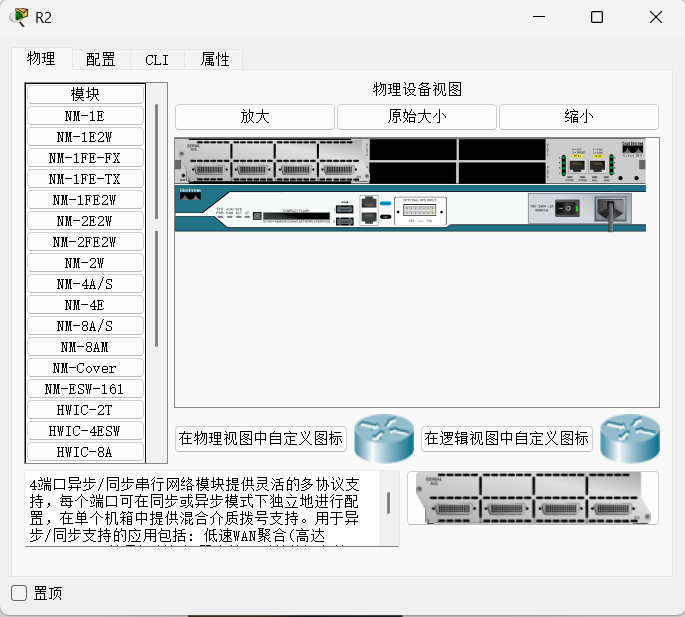 R2
物理 配置 CLI 属性
模块
NM-1E
NM-1E2W
NM-1FE-FX
NM-1FE-TX
NM-1FE2W
NM-2E2W
NM-2FE2W
NM-2W
NM-4A/S
NM-4E
NM-8A/S
NM-8AM
NM-Cover
NM-ESW-161
HWIC-2T
HWIC-4ESW
HWIC-8A
物理设备视图
放大 原始大小 缩小
SERIAL
A/S
OPTIONAL RPS INPUT
COMPACT FLASH
在物理视图中自定义图标 在逻辑视图中自定义图标
4端口异步/同步串行网络模块提供灵活的多协议支
持，每个端口可在同步或异步模式下独立地进行配
置，在单个机箱中提供混合介质拨号支持。用于异
步/同步支持的应用包括: 低速WAN聚合(高达
SERIAL
A/S
置顶